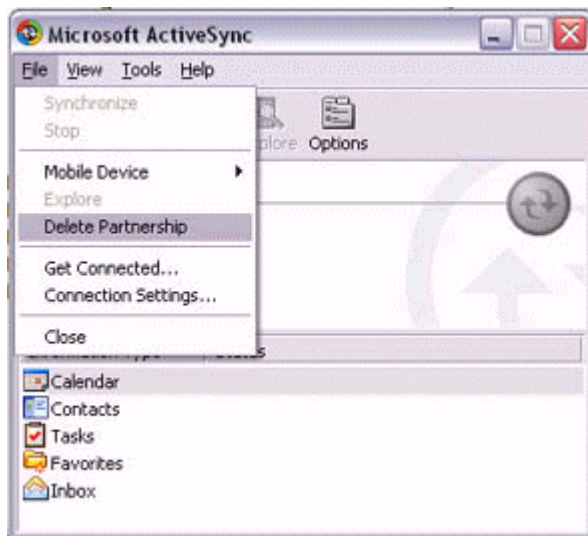 Microsoft ActiveSync
File View Tools Help
Synchronize
Stop
Options
Mobile Device
Explore
Delete Partnership
Get Connected...
Connection Settings...
Close
Calendar
Contacts
Tasks
Favorites
Inbox